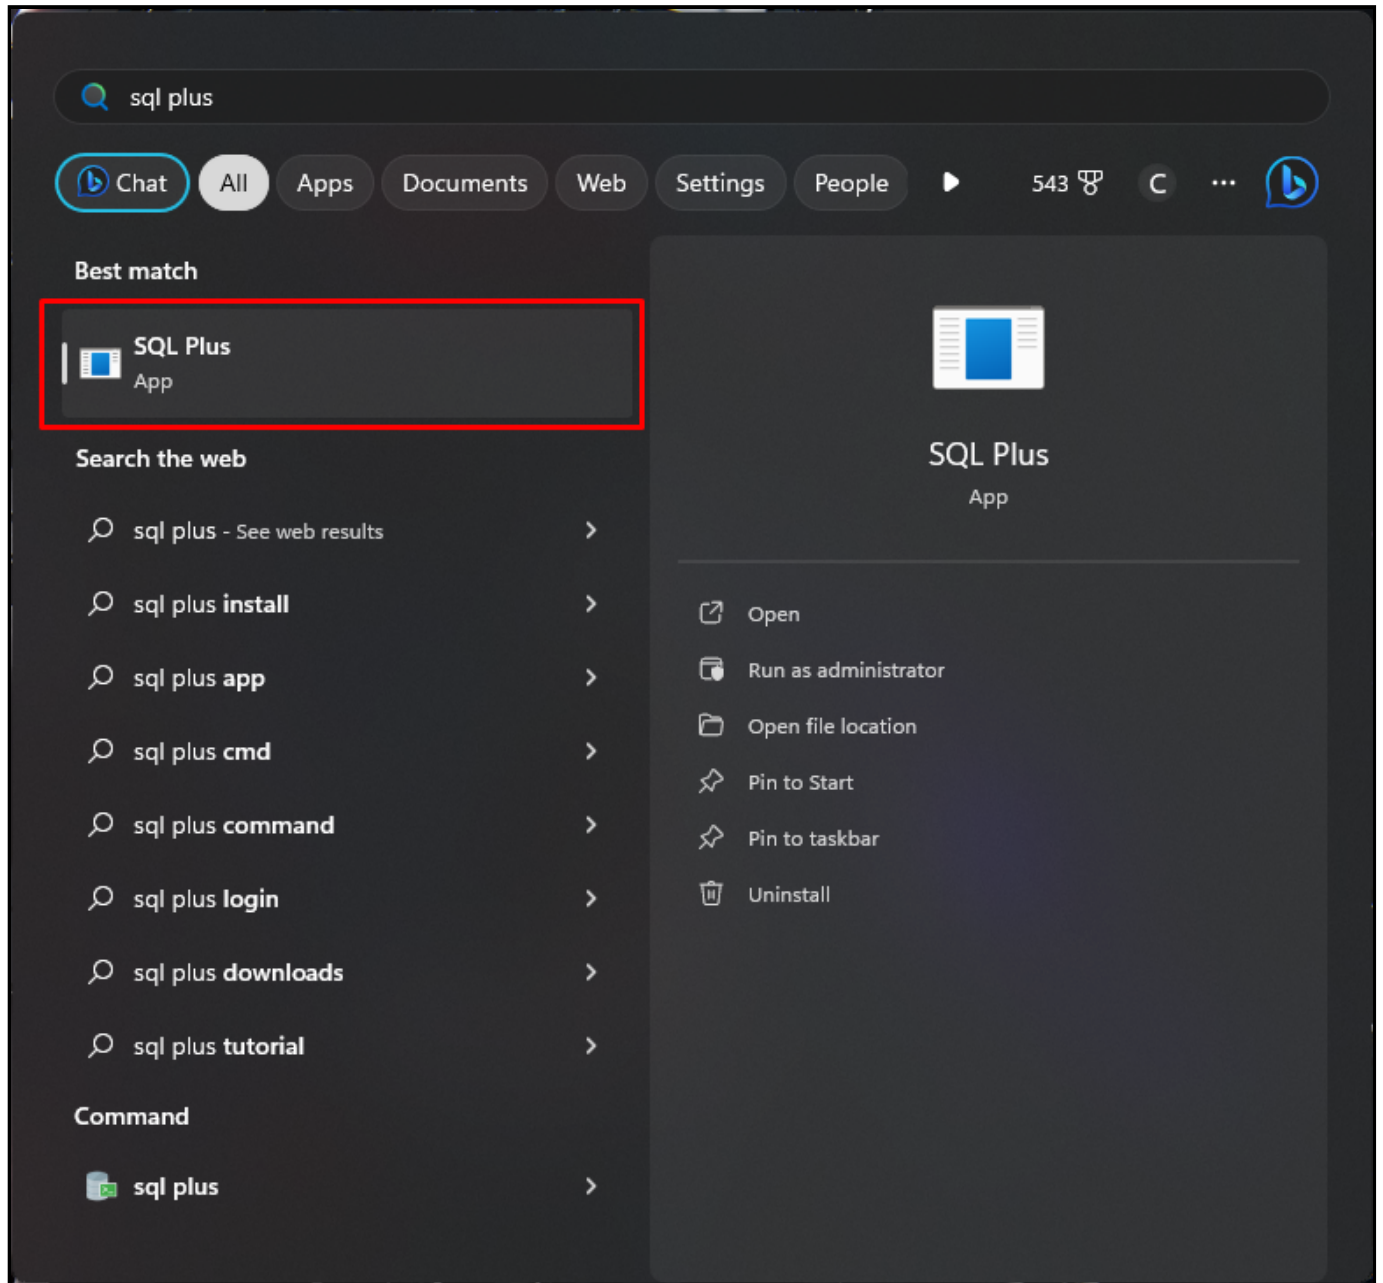 sql plus
Chat All Apps Documents Web Settings People 543 C ...
Best match
SQL Plus
App
Search the web
sql plus - See web results
sql plus install
sql plus app
sql plus cmd
sql plus command
sql plus login
sql plus downloads
sql plus tutorial
Command
sql plus
SQL Plus
App
Open
Run as administrator
Open file location
Pin to Start
Pin to taskbar
Uninstall